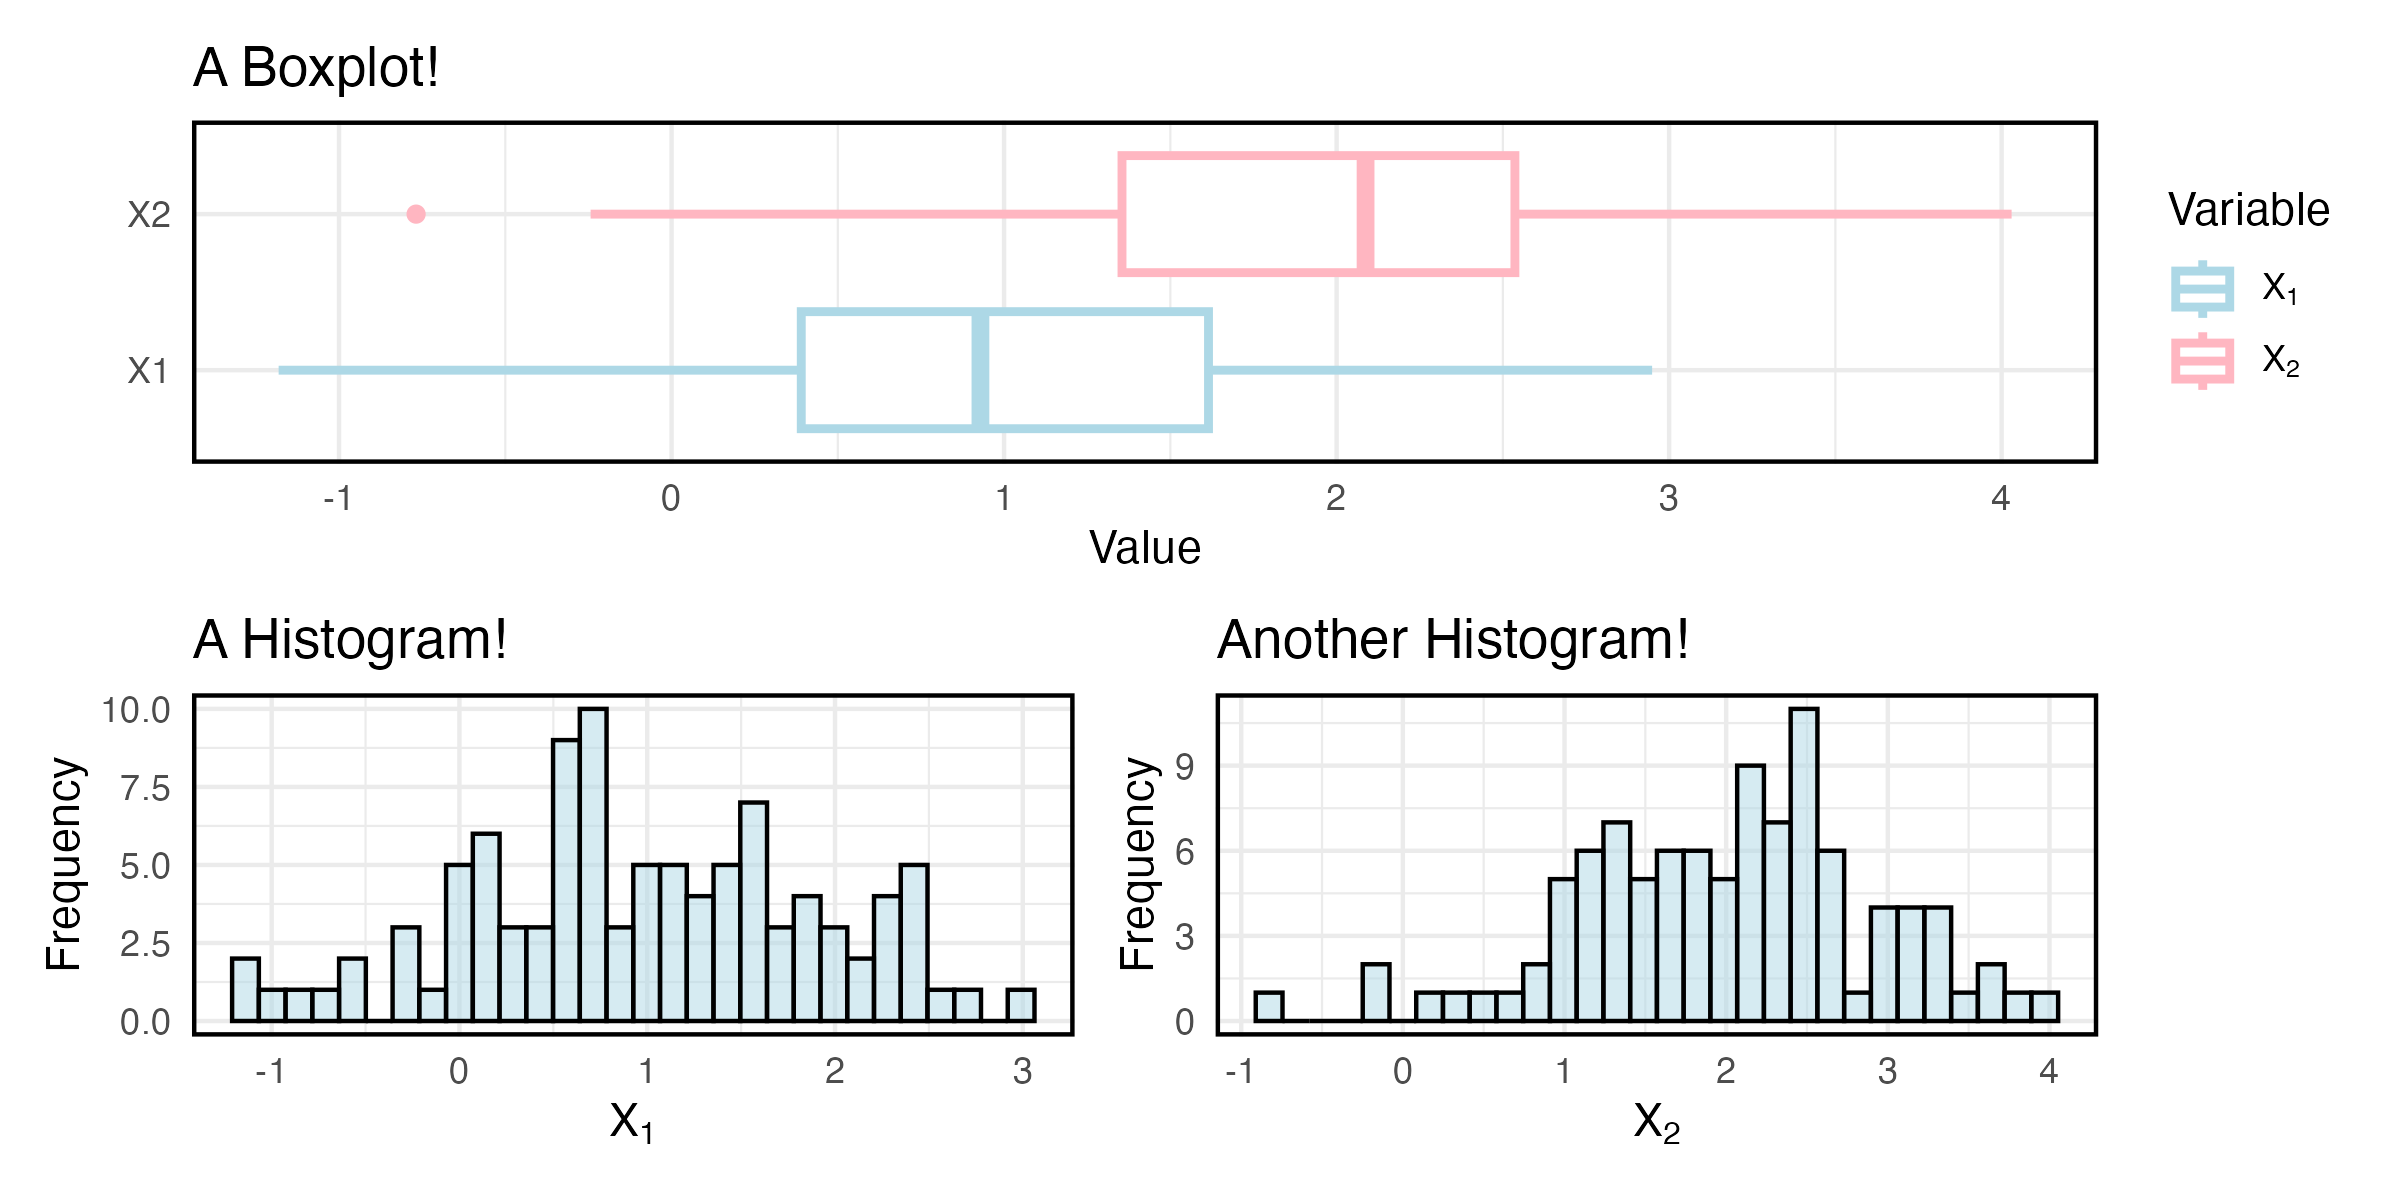 A Boxplot!
X2
X1
-1 0 1 2 3 4
Value
Variable
X₁
X₂
A Histogram!
Frequency
10.0
7.5
5.0
2.5
0.0
-1 0 1 2 3
X₁
Another Histogram!
Frequency
9
6
3
0
-1 0 1 2 3 4
X₂